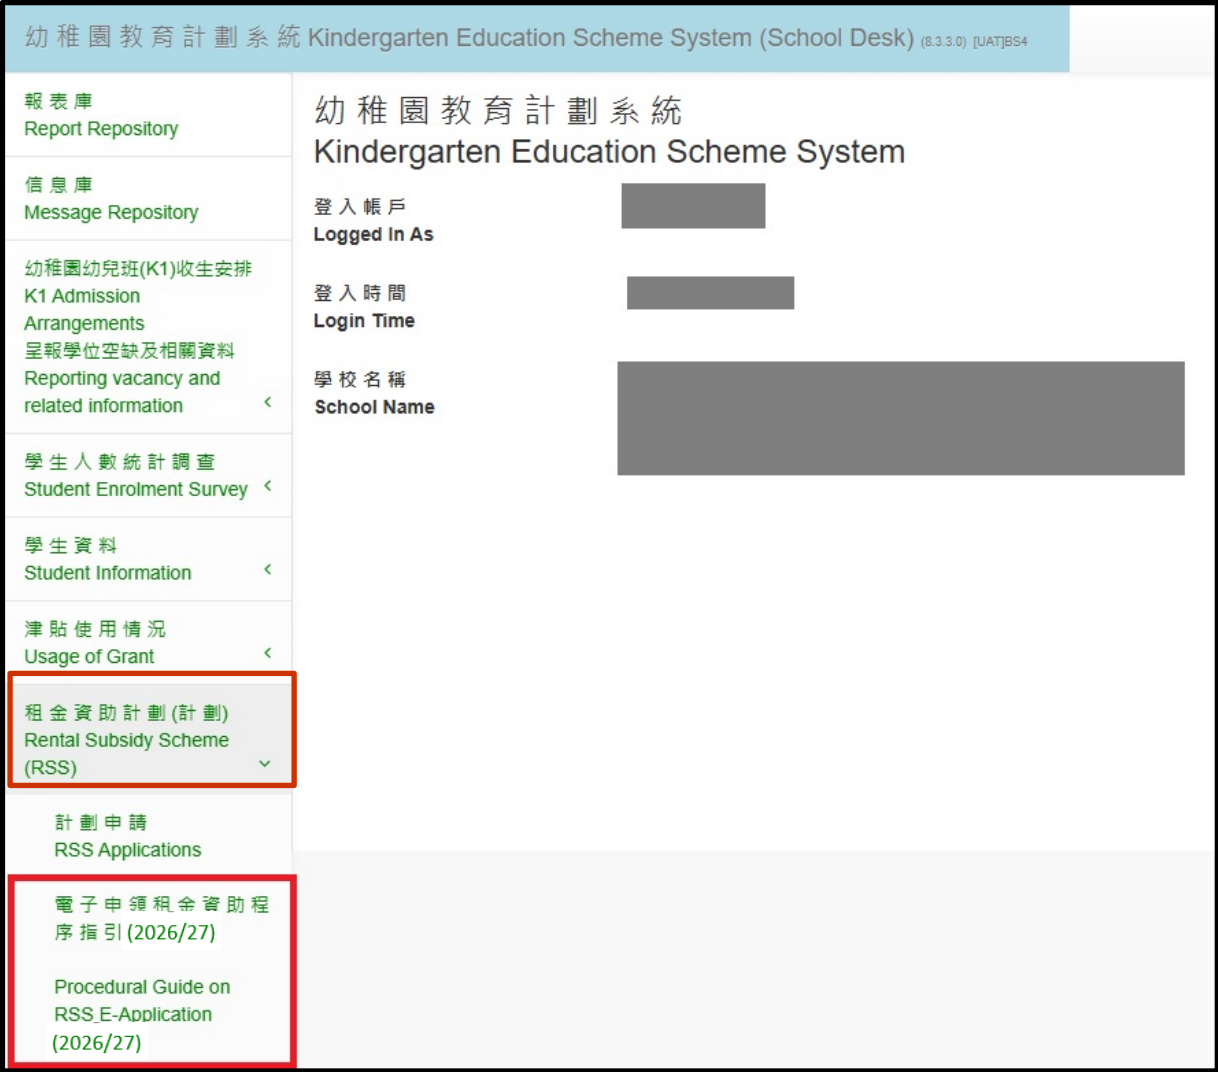 幼稚園教育計劃系統 Kindergarten Education Scheme System (School Desk) (8.3.3.0) [UAT]BS4
報表庫
Report Repository
信息庫
Message Repository
幼稚園幼兒班(K1)收生安排
K1 Admission
Arrangements
呈報學位空缺及相關資料
Reporting vacancy and
related information
學生人數統計調查
Student Enrolment Survey
學生資料
Student Information
津貼使用情況
Usage of Grant
租金資助計劃(計劃)
Rental Subsidy Scheme
(RSS)
計劃申請
RSS Applications
電子申領租金資助程
序指引(2026/27)
Procedural Guide on
RSS E-Application
(2026/27)
幼稚園教育計劃系統
Kindergarten Education Scheme System
登入帳戶
Logged In As
登入時間
Login Time
學校名稱
School Name